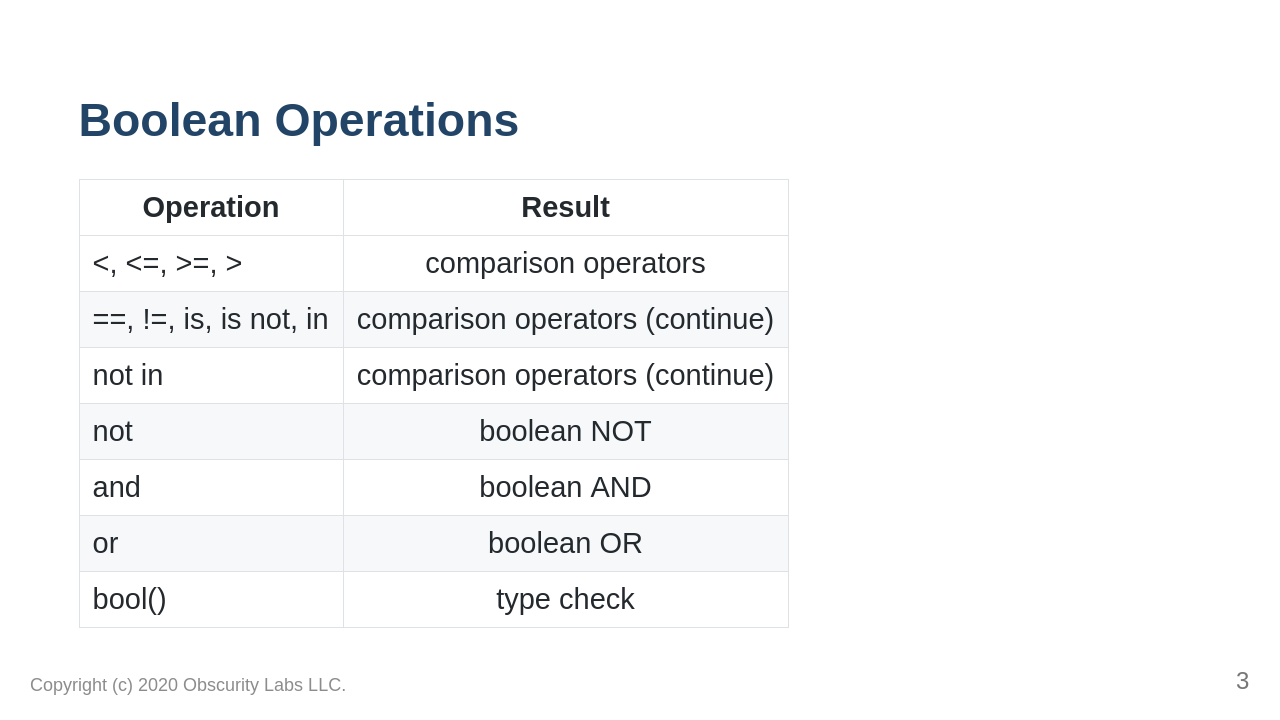 Boolean Operations
Operation Result
<, <=, >=, > comparison operators
==, !=, is, is not, in comparison operators (continue)
not in comparison operators (continue)
not boolean NOT
and boolean AND
or boolean OR
bool() type check
Copyright (c) 2020 Obscurity Labs LLC.
3